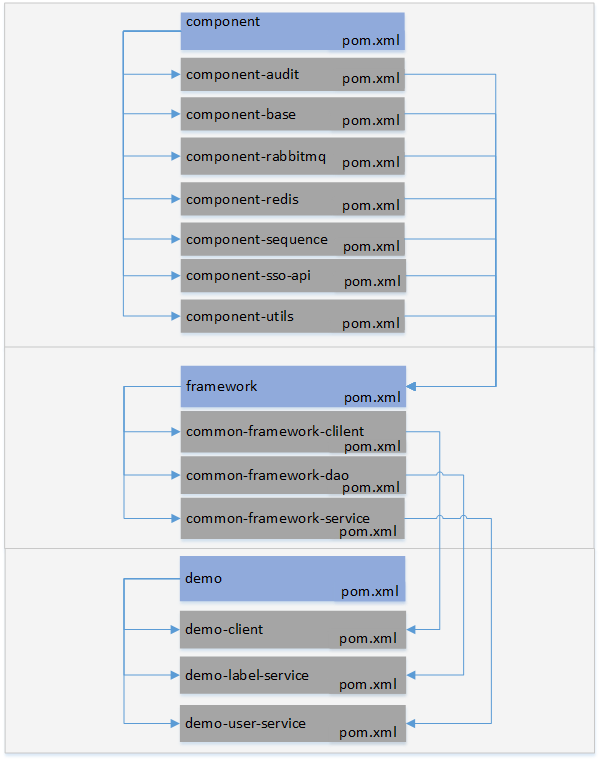 component
pom.xml
component-audit
pom.xml
component-base
pom.xml
component-rabbitmq
pom.xml
component-redis
pom.xml
component-sequence
pom.xml
component-sso-api
pom.xml
component-utils
pom.xml
framework
pom.xml
common-framework-clilent
pom.xml
common-framework-dao
pom.xml
common-framework-service
pom.xml
demo
pom.xml
demo-client
pom.xml
demo-label-service
pom.xml
demo-user-service
pom.xml